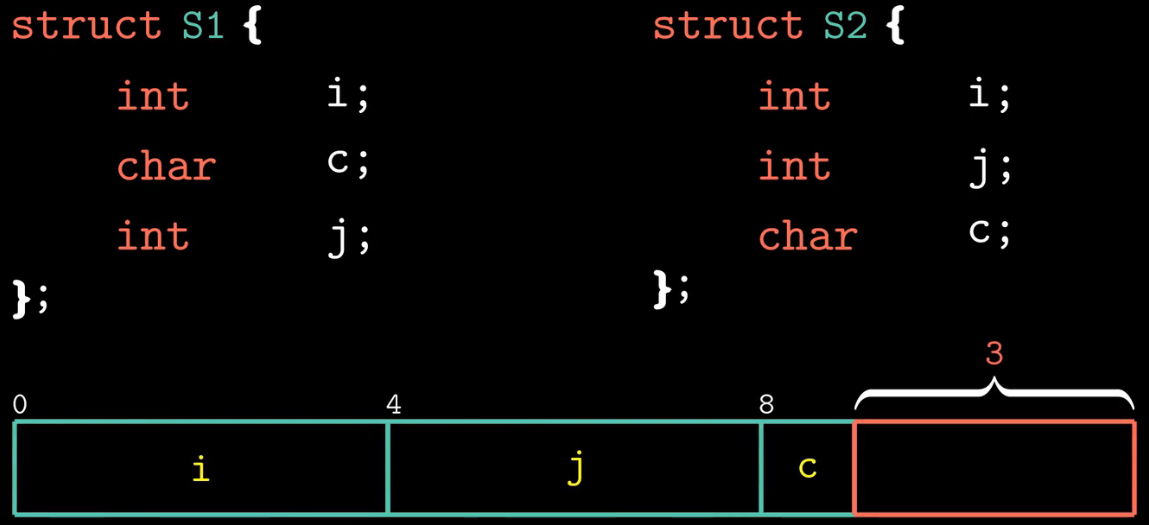 struct S1 {
int i;
char c;
int j;
};
struct S2 {
int i;
int j;
char c;
};
3
0 4 8
i j c